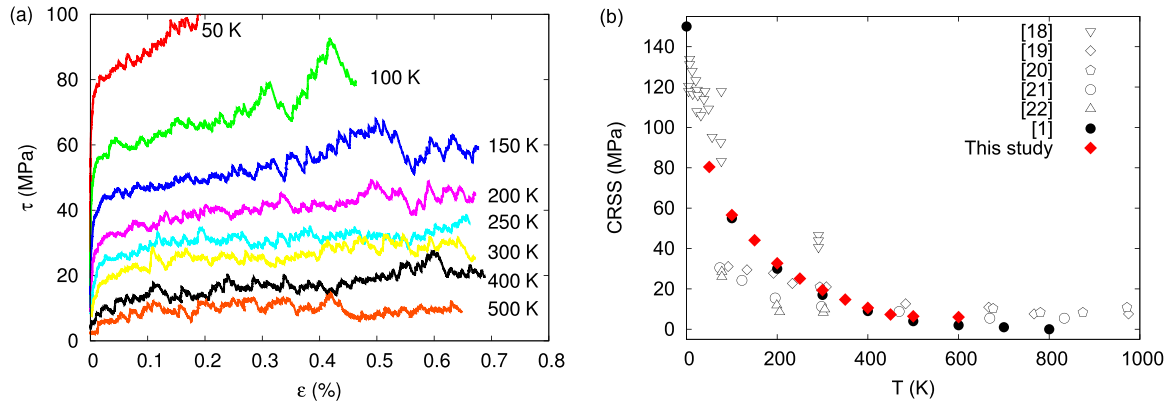 (a)
100
80
60
40
20
0
τ (MPa)
50 K
100 K
150 K
200 K
250 K
300 K
400 K
500 K
0 0.1 0.2 0.3 0.4 0.5 0.6 0.7 0.8
ε (%)
(b)
140
120
100
80
60
40
20
0
CRSS (MPa)
[18]
[19]
[20]
[21]
[22]
[1]
This study
0 200 400 600 800 1000
T (K)